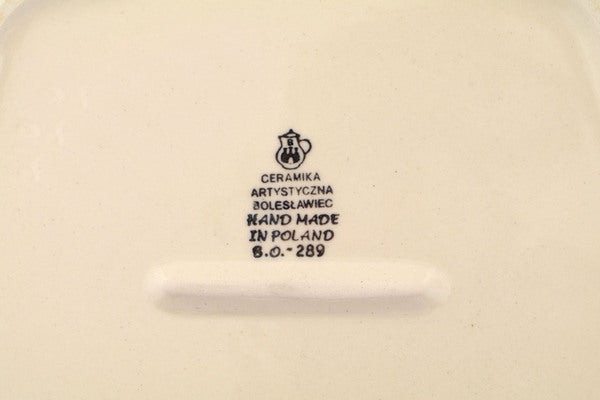 B
CERAMIKA
ARTYSTYCZNA
BOLESŁAWIEC
HAND MADE
IN POLAND
B.O.-289